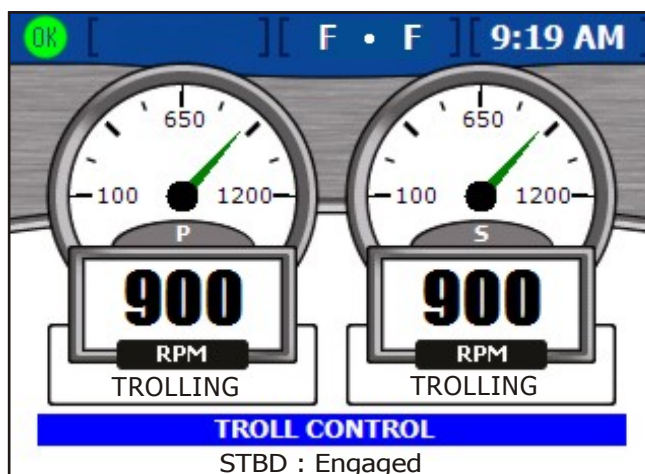 OK [ ][ F • F ][ 9:19 AM ]
650 650
100 1200 100 1200
P S
900 900
RPM RPM
TROLLING TROLLING
TROLL CONTROL
STBD : Engaged